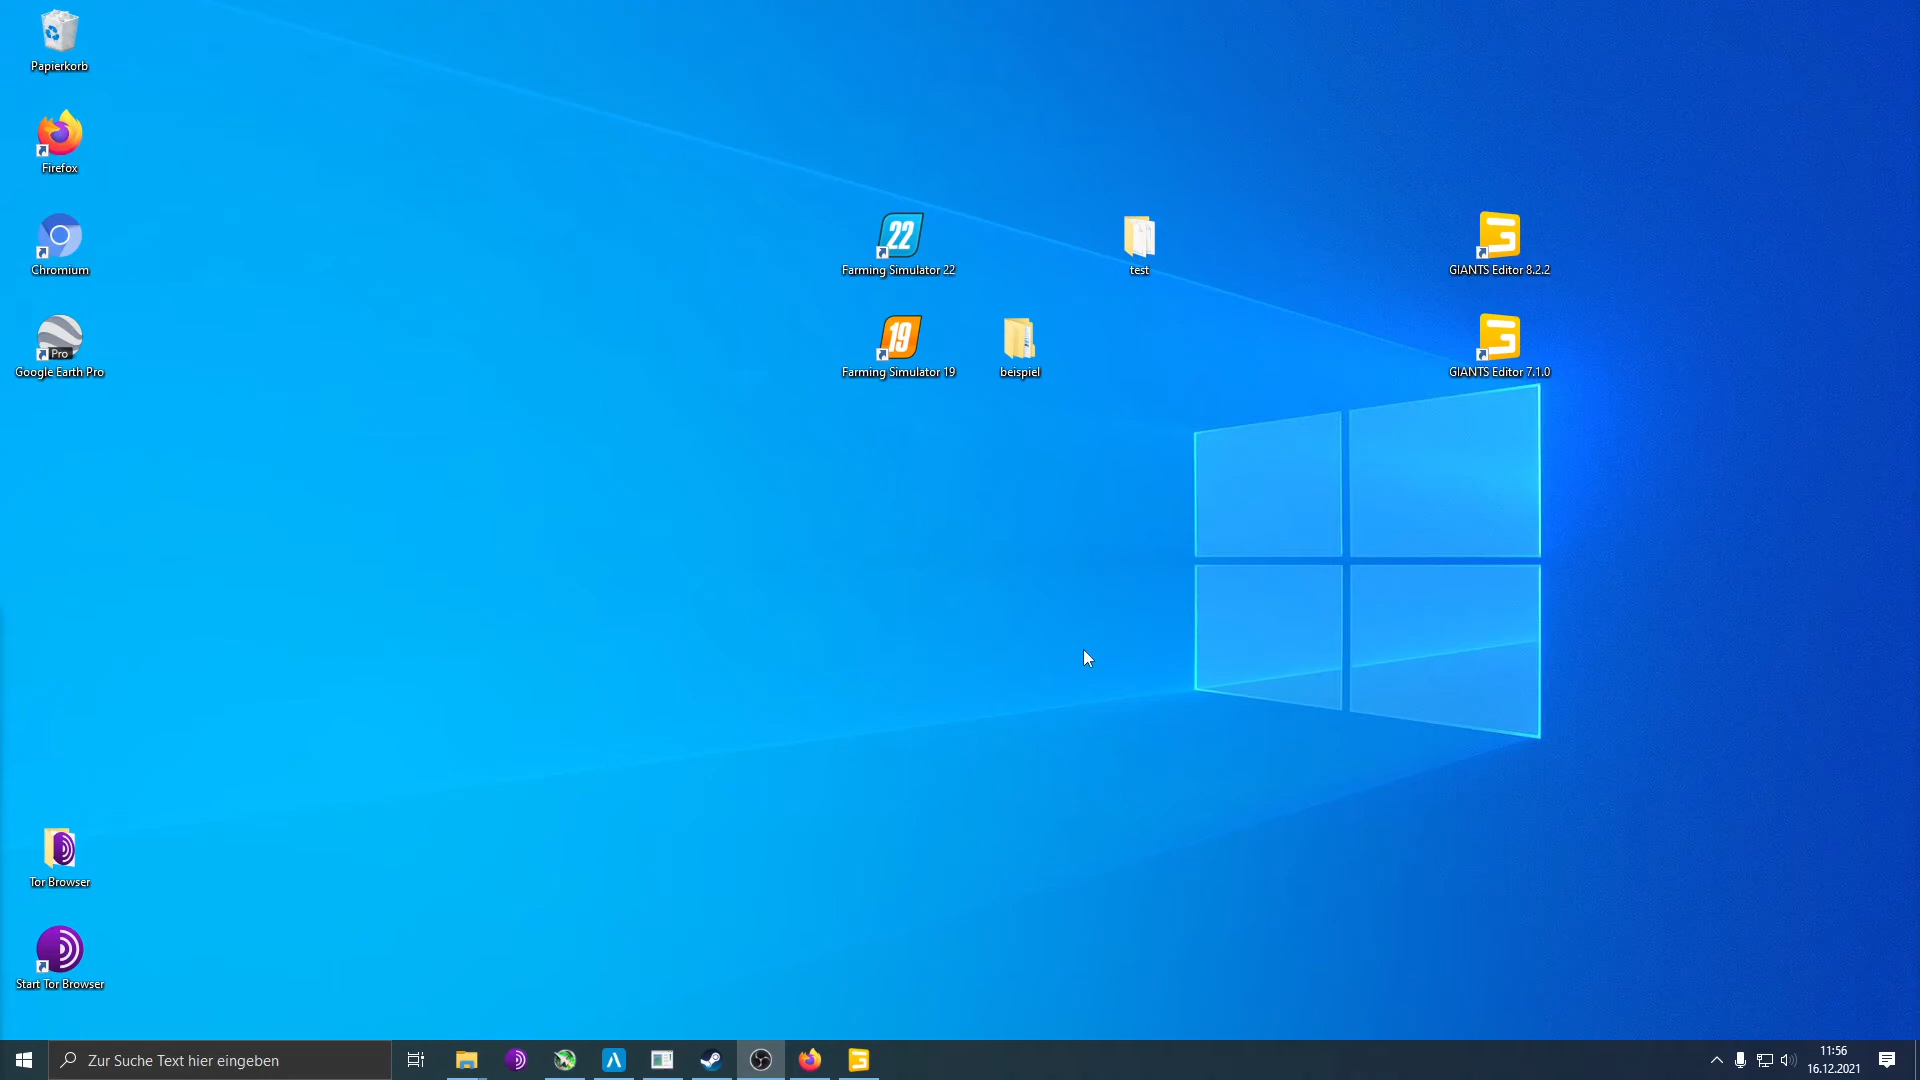 Papierkorb
Firefox
Chromium
Pro
Google Earth Pro
22
Farming Simulator 22
test
GIANTS Editor 8.2.2
19
Farming Simulator 19
beispiel
GIANTS Editor 7.1.0
Tor Browser
Start Tor Browser
Zur Suche Text hier eingeben
11:56
16.12.2021